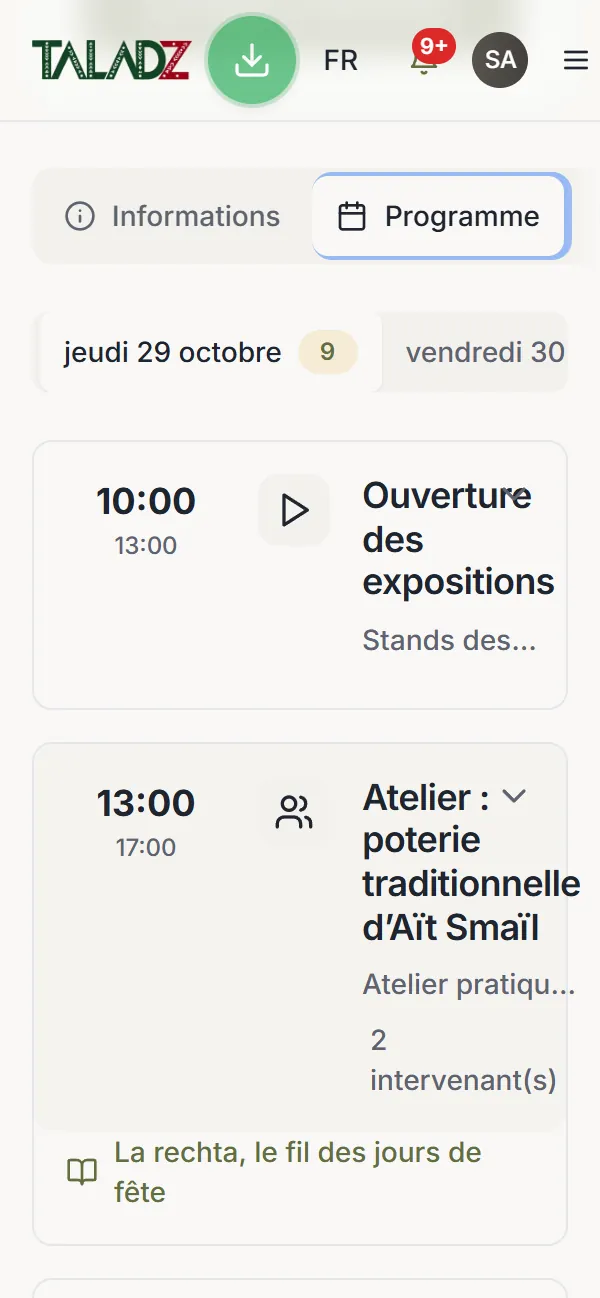 TALADZ
FR
9+
SA
Informations
Programme
jeudi 29 octobre
9
vendredi 30
10:00
13:00
Ouverture
des
expositions
Stands des...
13:00
17:00
Atelier :
poterie
traditionnelle
d’Aït Smaïl
Atelier pratiqu...
2
intervenant(s)
La rechta, le fil des jours de
fête